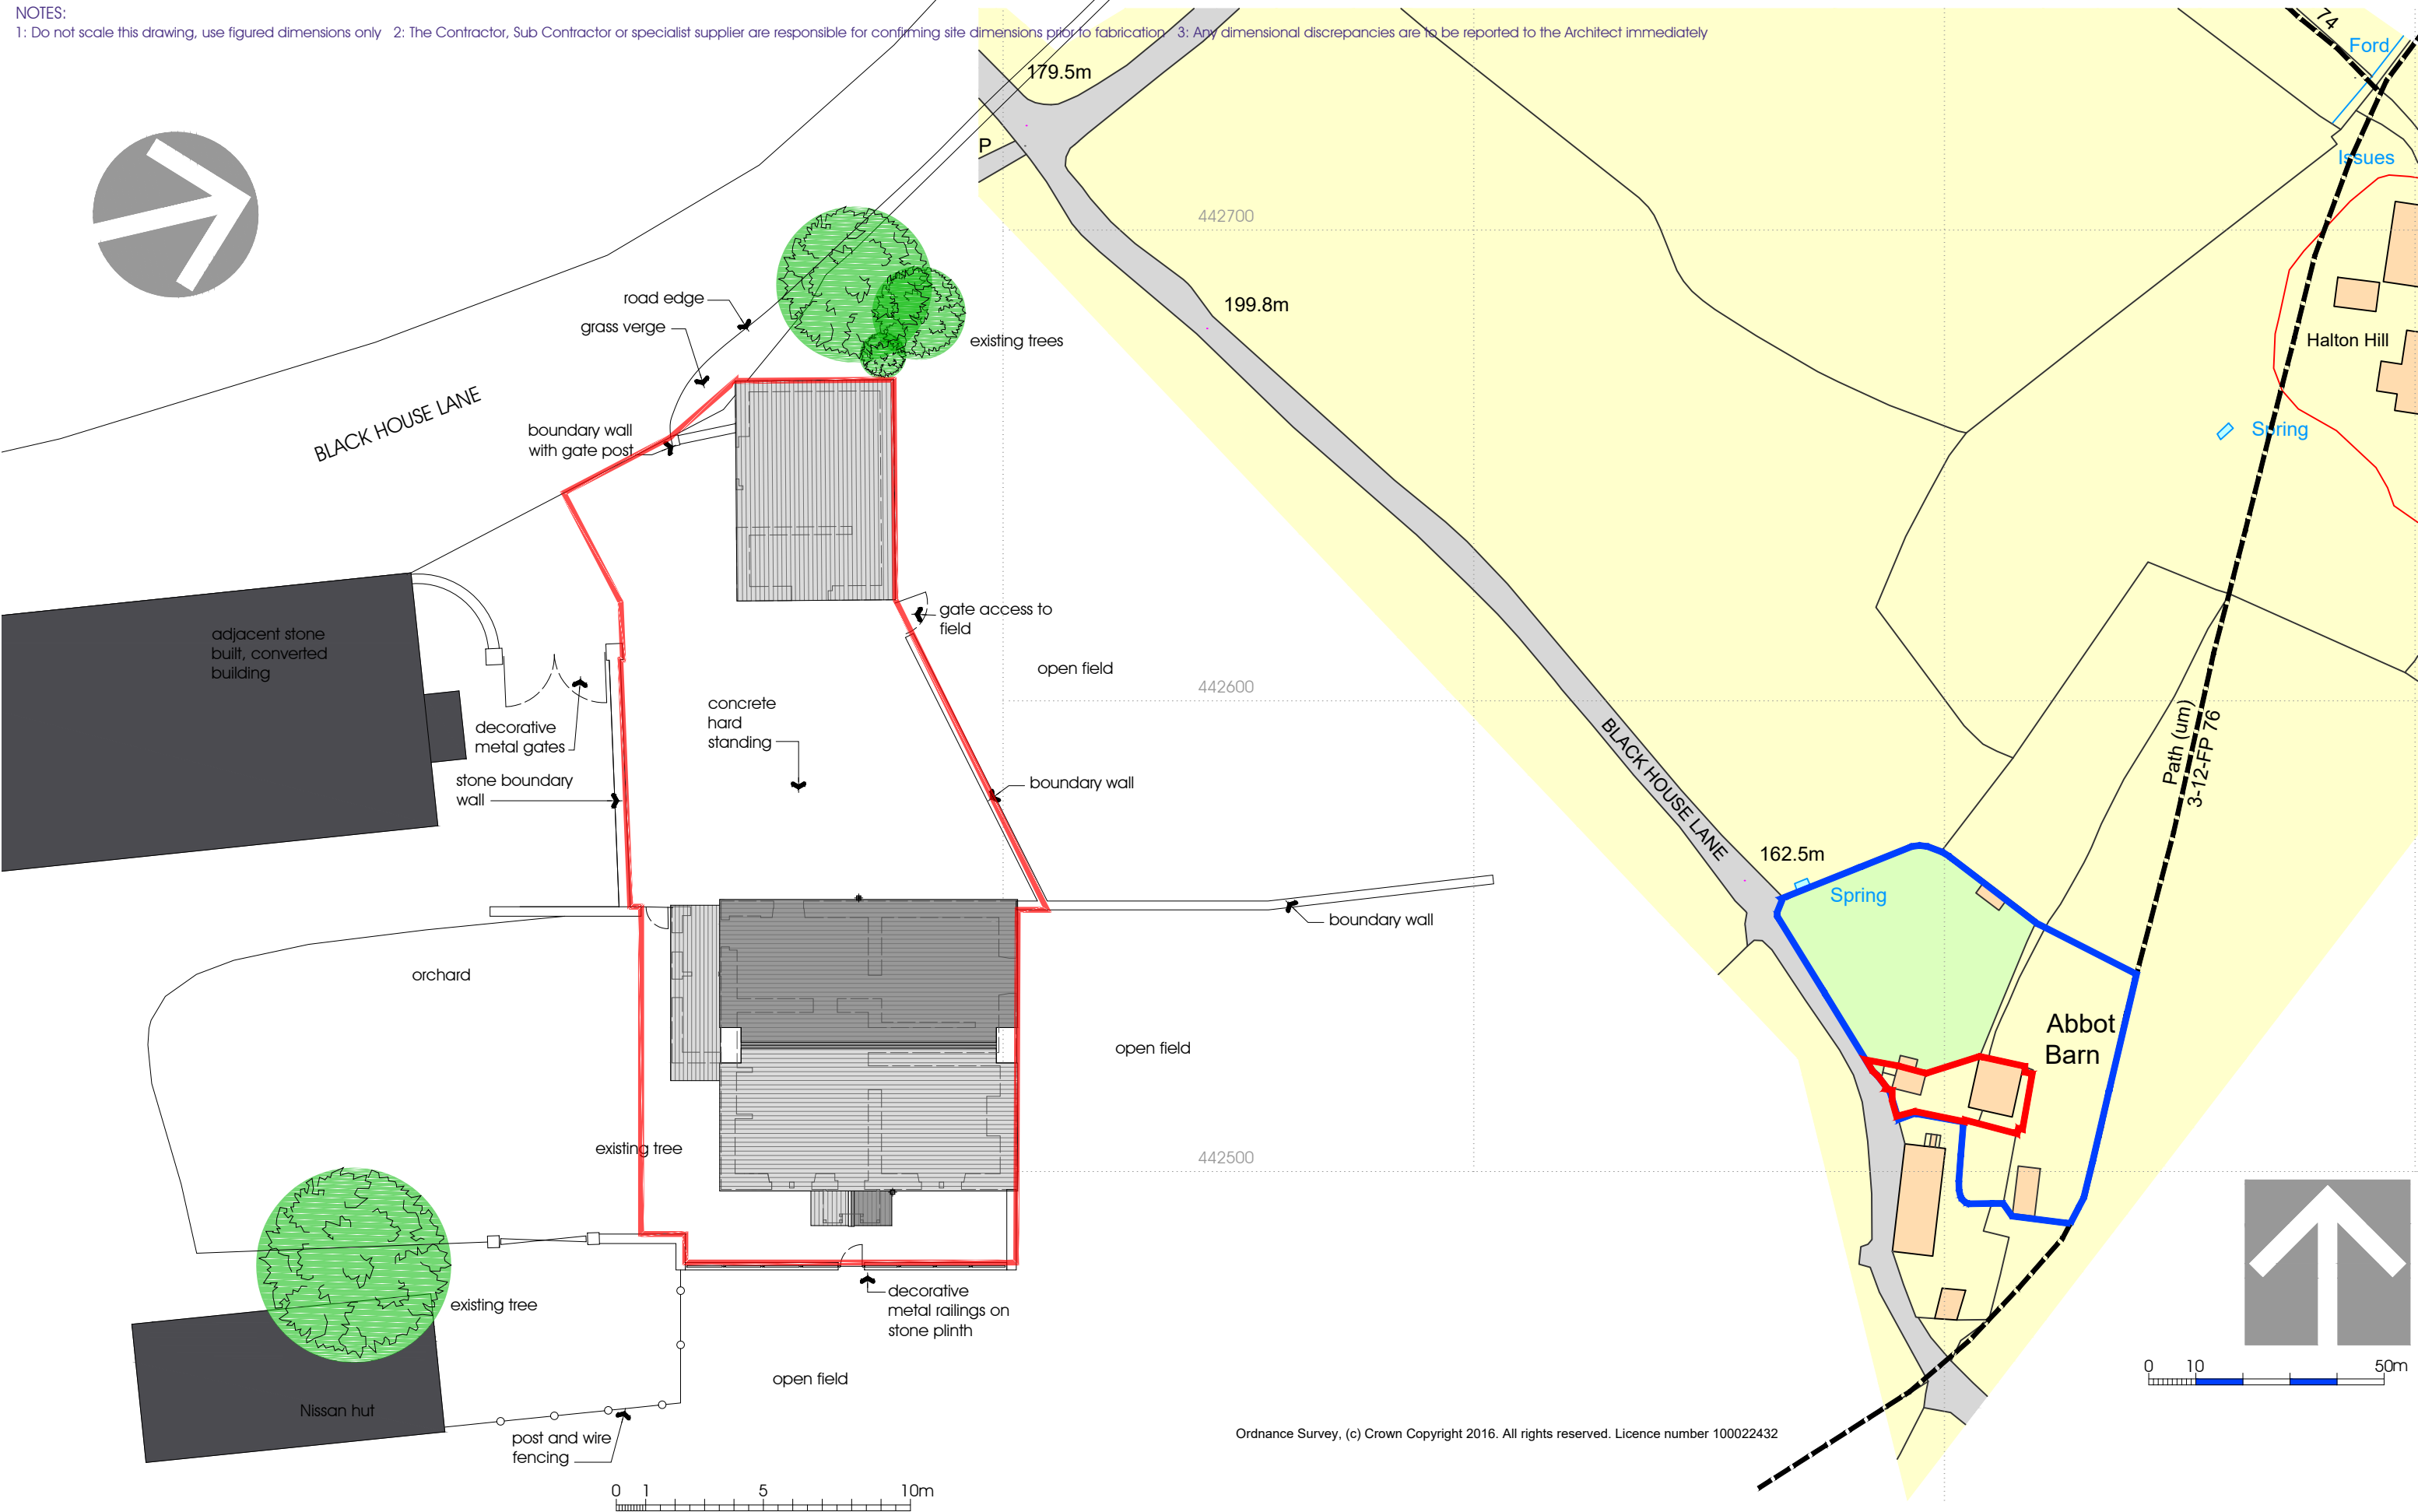 NOTES:
1: Do not scale this drawing, use figured dimensions only 2: The Contractor, Sub Contractor or specialist supplier are responsible for confirming site dimensions prior to fabrication 3: Any dimensional discrepancies are to be reported to the Architect immediately
road edge
grass verge
existing trees
BLACK HOUSE LANE
boundary wall
with gate post
adjacent stone
built, converted
building
gate access to
field
open field
concrete
hard
standing
decorative
metal gates
stone boundary
wall
boundary wall
boundary wall
orchard
open field
existing tree
existing tree
decorative
metal railings on
stone plinth
open field
Nissan hut
post and wire
fencing
0 1 5 10m
179.5m
P
442700
199.8m
74
Ford
Issues
Halton Hill
Spring
442600
BLACK HOUSE LANE
Path (um)
3-12-FP 76
162.5m
Spring
Abbot
Barn
442500
0 10 50m
Ordnance Survey, (c) Crown Copyright 2016. All rights reserved. Licence number 100022432